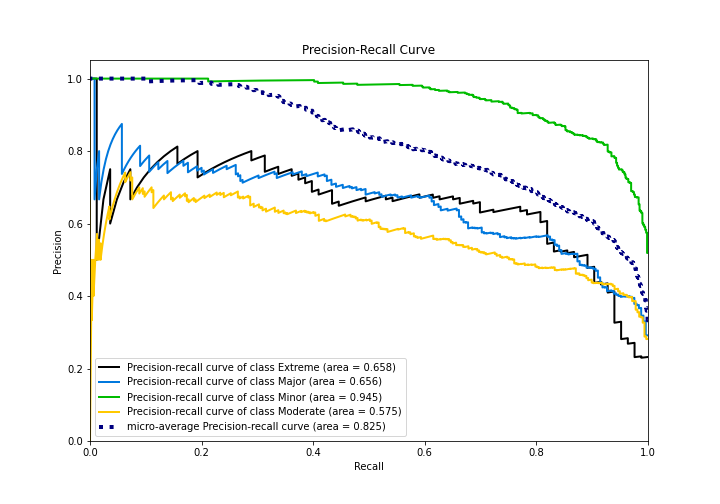 Precision-Recall Curve
1.0
0.8
0.6
0.4
0.2
0.0
Precision
Precision-recall curve of class Extreme (area = 0.658)
Precision-recall curve of class Major (area = 0.656)
Precision-recall curve of class Minor (area = 0.945)
Precision-recall curve of class Moderate (area = 0.575)
micro-average Precision-recall curve (area = 0.825)
0.0 0.2 0.4 0.6 0.8 1.0
Recall